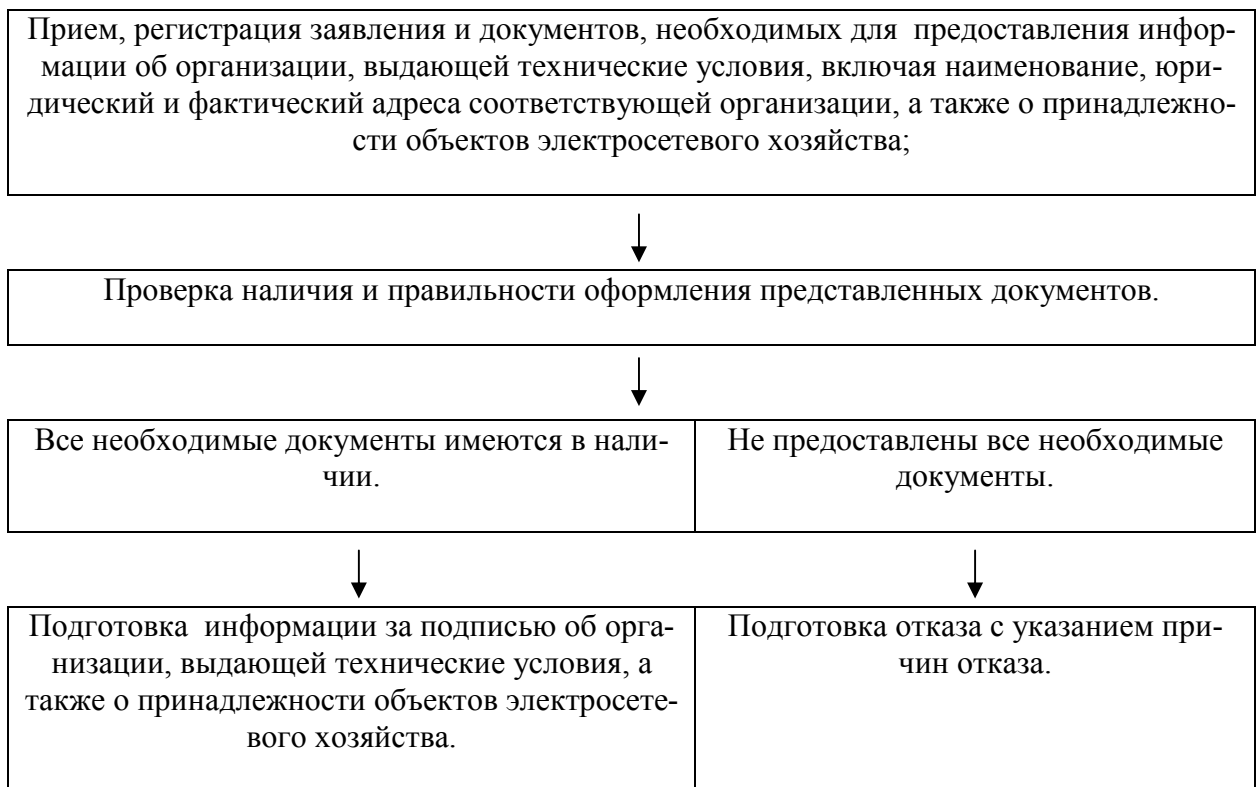 Прием, регистрация заявления и документов, необходимых для  предоставления инфор-
мации об организации, выдающей технические условия, включая наименование, юри-
дический и фактический адреса соответствующей организации, а также о принадлежно-
сти объектов электросетевого хозяйства;
Проверка наличия и правильности оформления представленных документов.
Все необходимые документы имеются в нали-
чии.
Не предоставлены все необходимые
документы.
Подготовка  информации за подписью об орга-
низации, выдающей технические условия, а
также о принадлежности объектов электросете-
вого хозяйства.
Подготовка отказа с указанием при-
чин отказа.